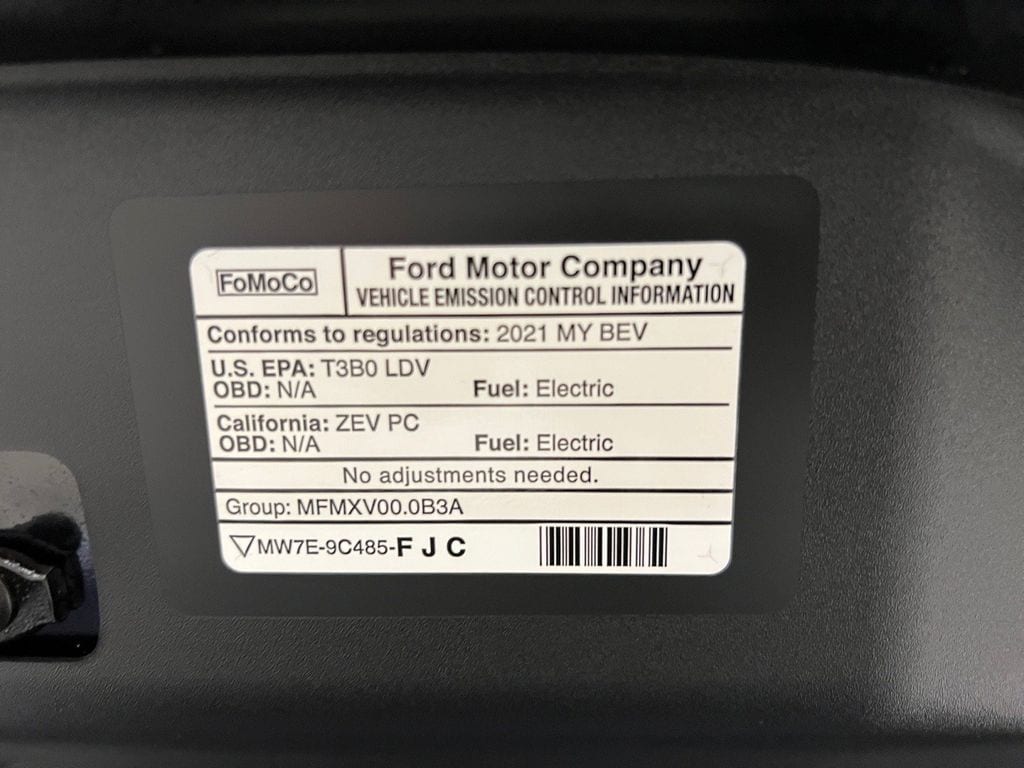 FoMoCo
Ford Motor Company
VEHICLE EMISSION CONTROL INFORMATION
Conforms to regulations: 2021 MY BEV
U.S. EPA: T3B0 LDV
OBD: N/A Fuel: Electric
California: ZEV PC
OBD: N/A Fuel: Electric
No adjustments needed.
Group: MFMXV00.0B3A
MW7E-9C485-F J C